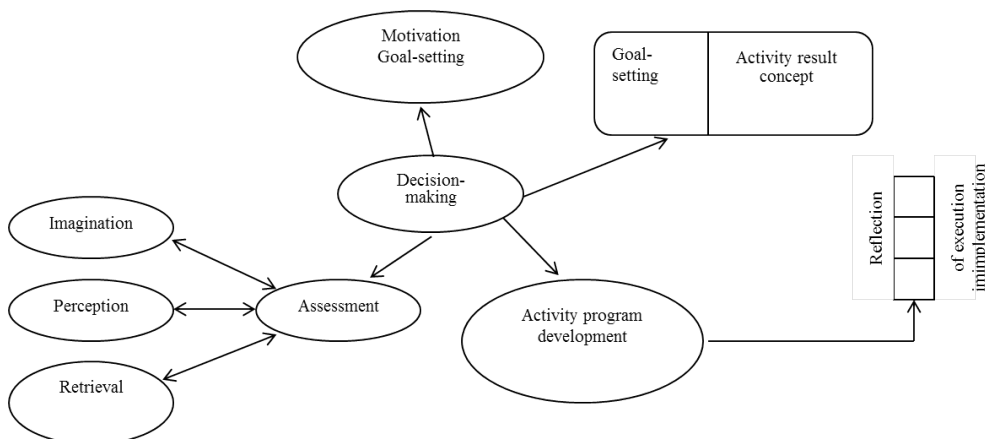 Motivation
Goal-setting
Goal-
setting
Activity result
concept
Decision-
making
Imagination
Perception
Retrieval
Assessment
Activity program
development
Reflection
of execution
imimplementation